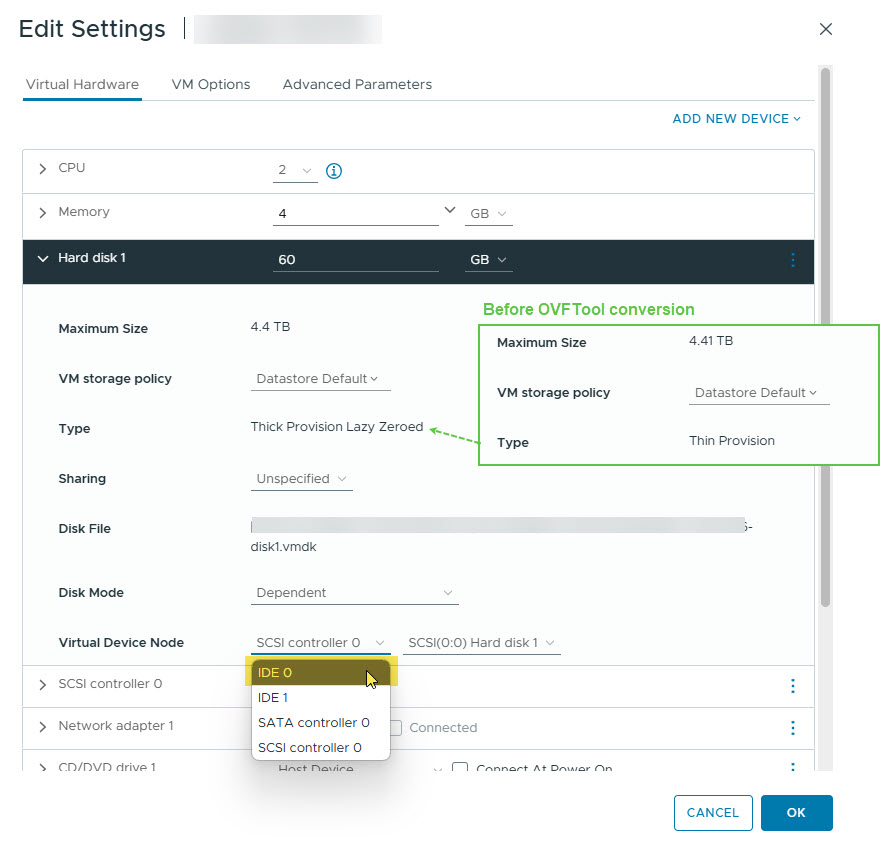 Edit Settings |
Virtual Hardware VM Options Advanced Parameters
ADD NEW DEVICE
CPU 2
Memory 4 GB
Hard disk 1 60 GB
Before OVFTool conversion
Maximum Size 4.4 TB
Maximum Size 4.41 TB
VM storage policy Datastore Default
VM storage policy Datastore Default
Type Thick Provision Lazy Zeroed
Type Thin Provision
Sharing Unspecified
Disk File
disk1.vmdk
Disk Mode Dependent
Virtual Device Node SCSI controller 0 SCSI(0:0) Hard disk 1
IDE 0
IDE 1
SATA controller 0
SCSI controller 0
SCSI controller 0
Network adapter 1 Connected
CD/DVD drive 1 Host Device Connect At Power On
CANCEL OK